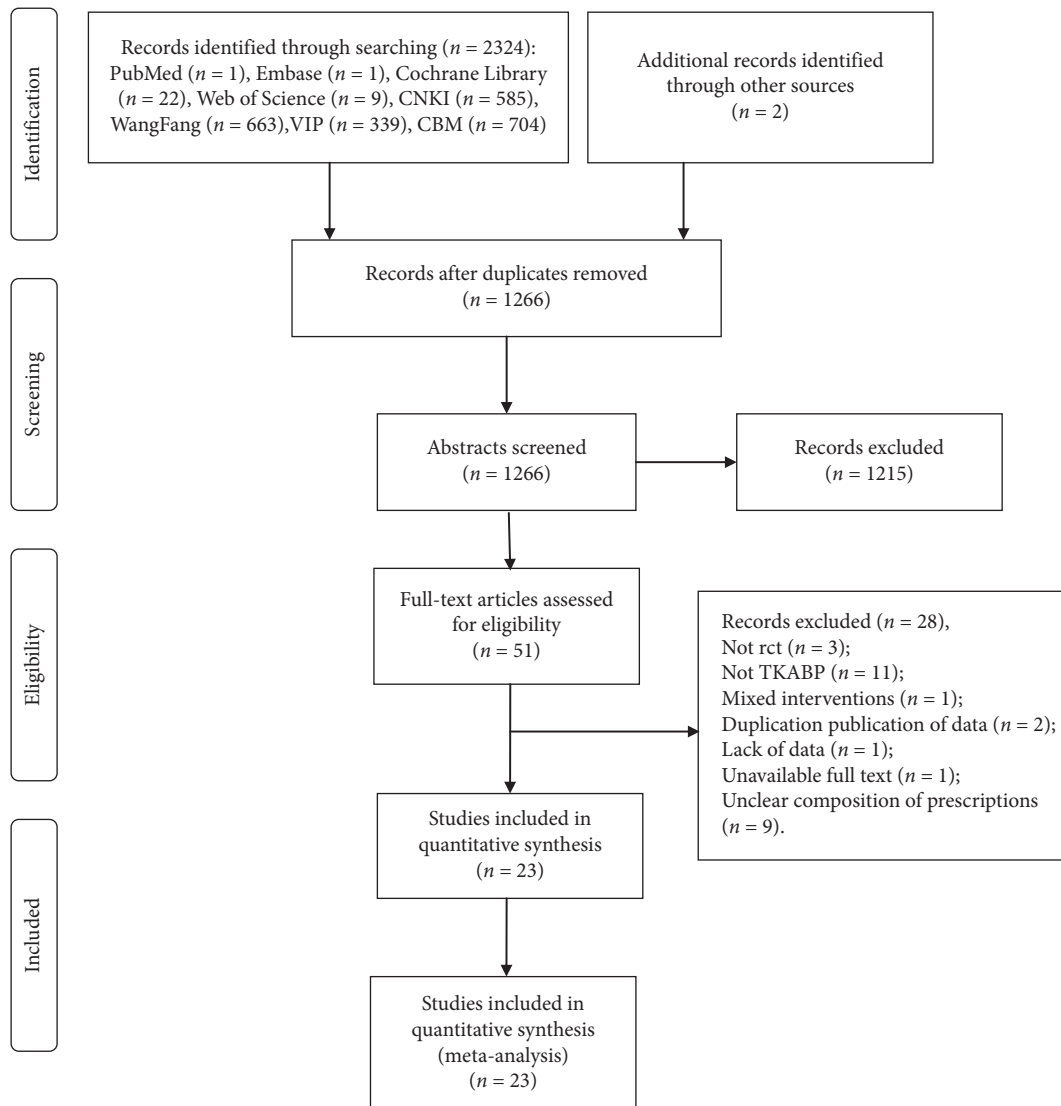 Identification
Records identified through searching (n = 2324):
PubMed (n = 1), Embase (n = 1), Cochrane Library
(n = 22), Web of Science (n = 9), CNKI (n = 585),
WangFang (n = 663),VIP (n = 339), CBM (n = 704)
Additional records identified
through other sources
(n = 2)
Records after duplicates removed
(n = 1266)
Screening
Abstracts screened
(n = 1266)
Records excluded
(n = 1215)
Eligibility
Full-text articles assessed
for eligibility
(n = 51)
Records excluded (n = 28),
Not rct (n = 3);
Not TKABP (n = 11);
Mixed interventions (n = 1);
Duplication publication of data (n = 2);
Lack of data (n = 1);
Unavailable full text (n = 1);
Unclear composition of prescriptions
(n = 9).
Included
Studies included in
quantitative synthesis
(n = 23)
Studies included in
quantitative synthesis
(meta-analysis)
(n = 23)